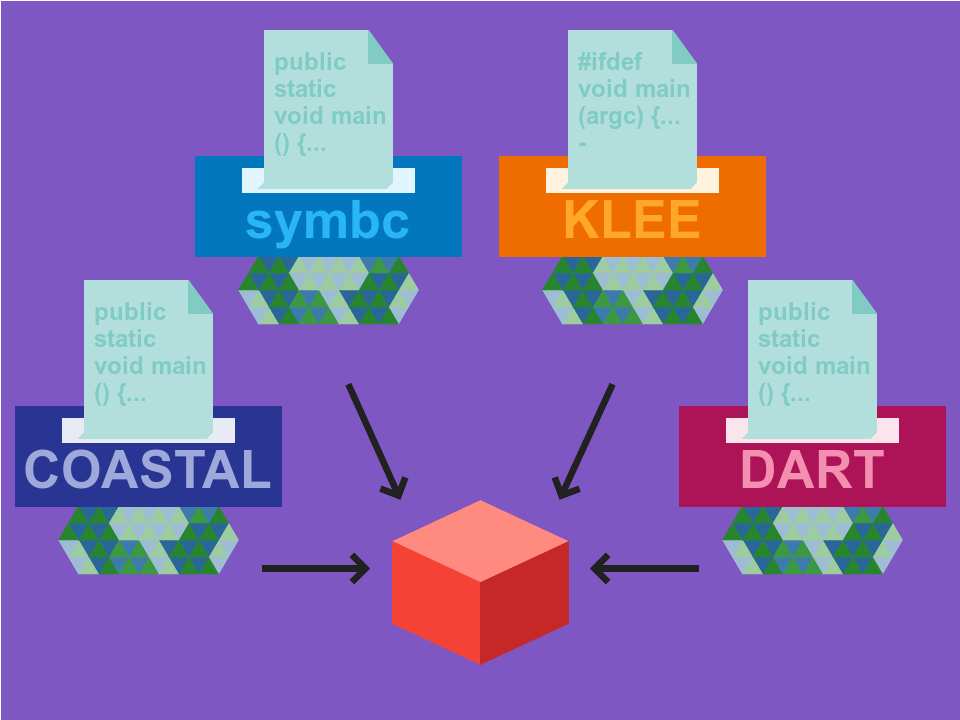 public
static
void main
() {...
symbc
#ifdef
void main
(argc) {...
-
KLEE
public
static
void main
() {...
COASTAL
public
static
void main
() {...
DART